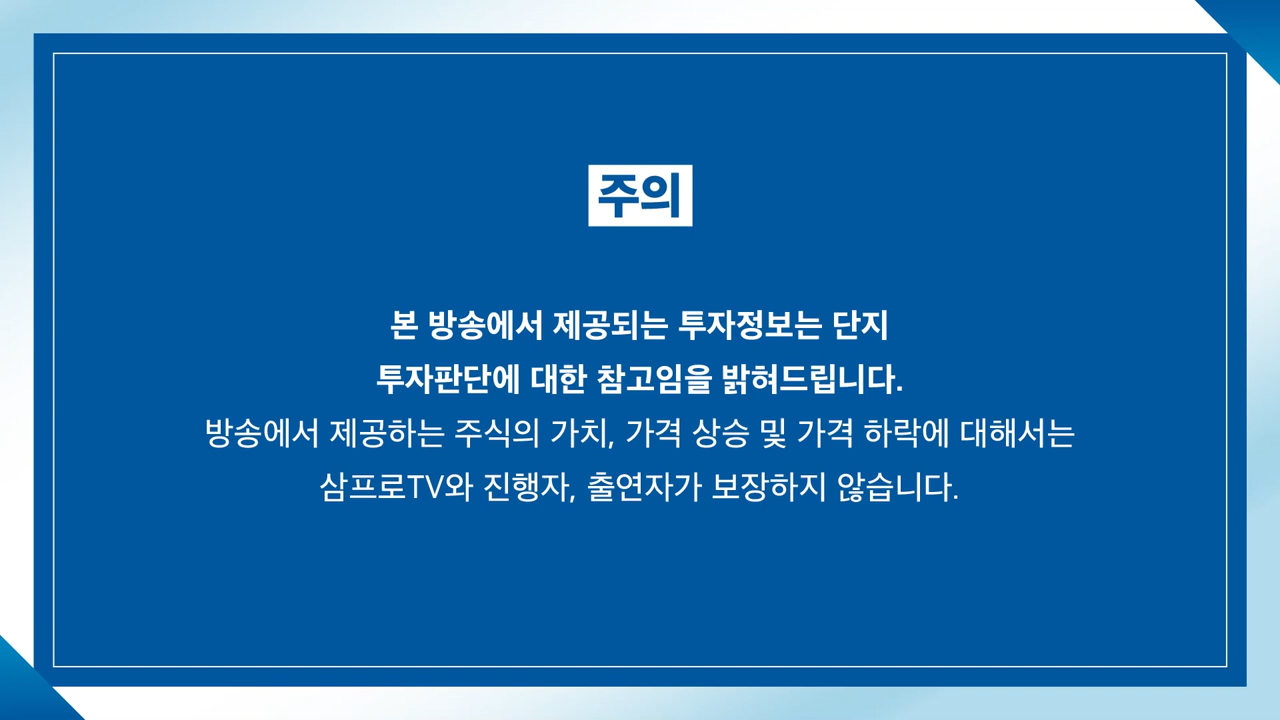 주의
본 방송에서 제공되는 투자정보는 단지
투자판단에 대한 참고임을 밝혀드립니다.
방송에서 제공하는 주식의 가치, 가격 상승 및 가격 하락에 대해서는
삼프로TV와 진행자, 출연자가 보장하지 않습니다.